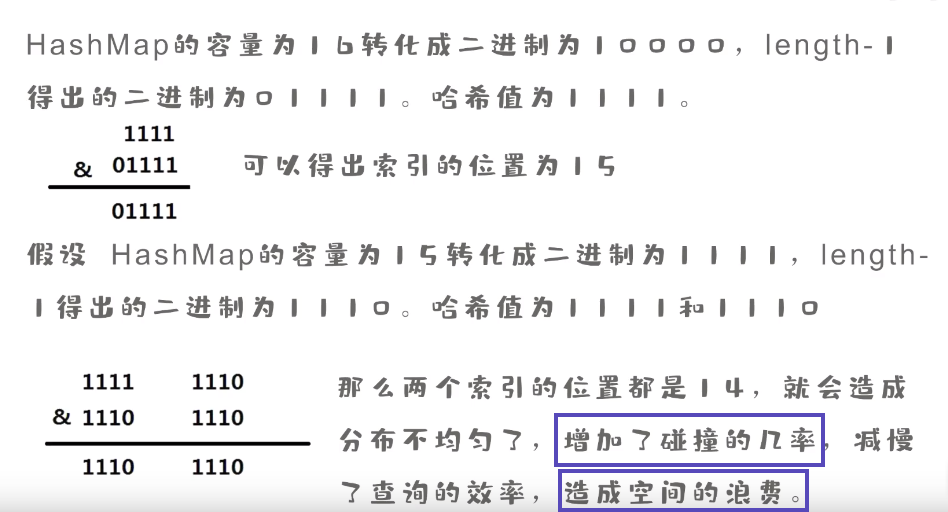 HashMap的容量为16转化成二进制为10000，length-1
得出的二进制为01111。哈希值为1111。
1111
& 01111
可以得出索引的位置为15
01111
假设 HashMap的容量为15转化成二进制为1111，length-
1得出的二进制为1110。哈希值为1111和1110
1111 1110
& 1110 1110
1110 1110
那么两个索引的位置都是14，就会造成
分布不均匀了，增加了碰撞的几率，减慢
了查询的效率，造成空间的浪费。